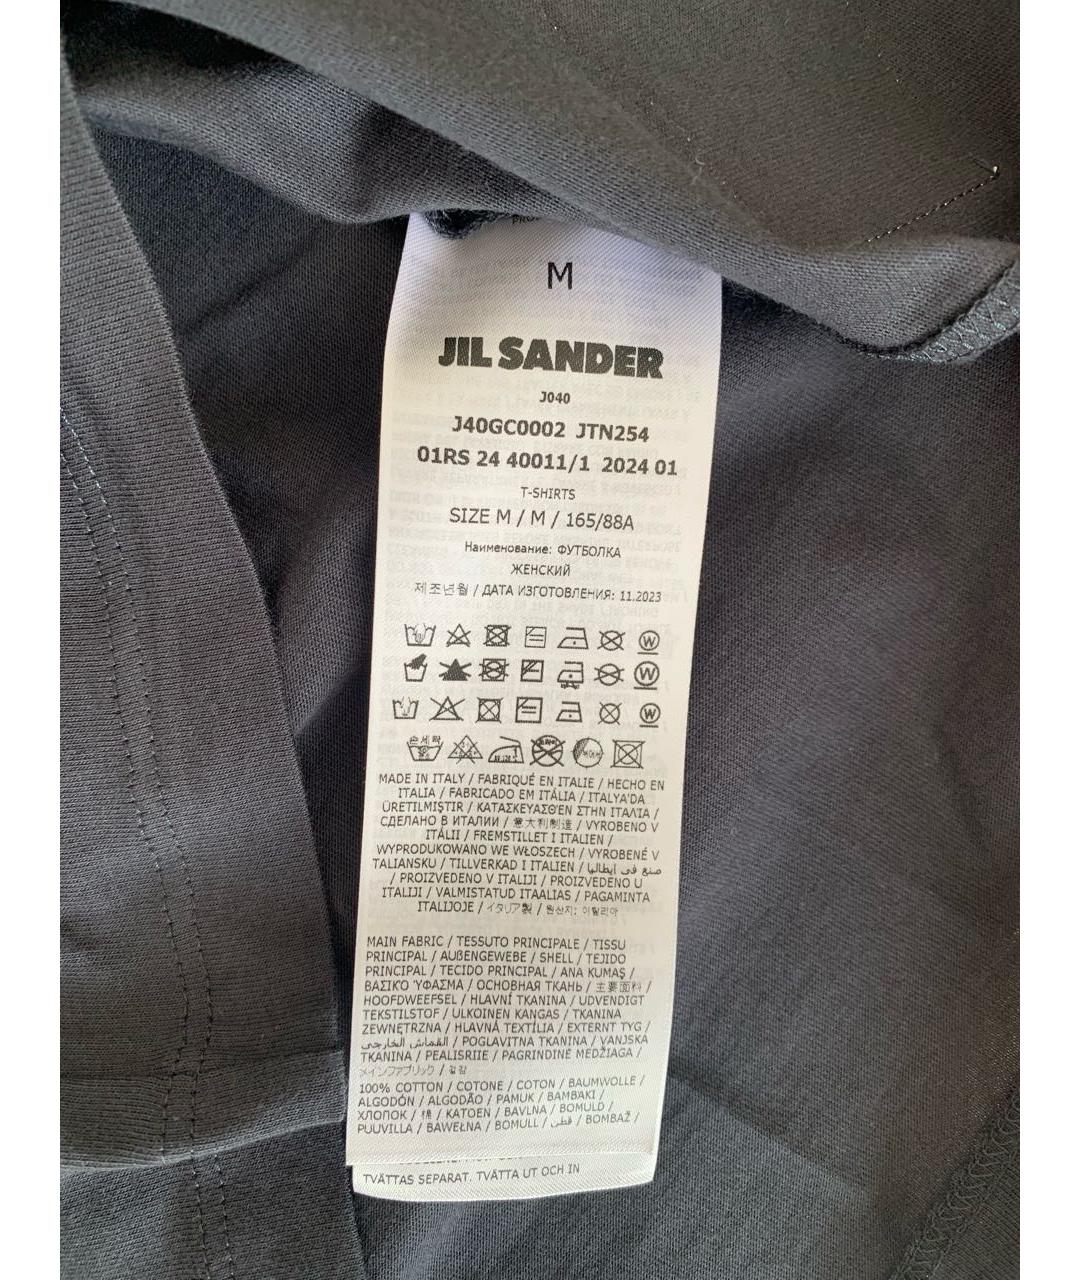 M
JIL SANDER
J040
J40GC0002 JTN254
01RS 24 40011/1 2024 01
T-SHIRTS
SIZE M / M / 165/88A
Наименование: ФУТБОЛКА
ЖЕНСКИЙ
제조년월 / ДАТА ИЗГОТОВЛЕНИЯ: 11.2023
W
W
W
손세탁
MADE IN ITALY / FABRIQUÉ EN ITALIE / HECHO EN
ITALIA / FABRICADO EM ITÁLIA / ITALYA'DA
ÜRETILMIŞTIR / ΚΑΤΑΣΚΕΥΑΣΘΕΝ ΣΤΗΝ ΙΤΑΛΙΑ /
СДЕЛАНО В ИТАЛИИ / 意大利制造 / VYROBENO V
ITÁLII / FREMSTILLET I ITALIEN /
WYPRODUKOWANO WE WŁOSZECH / VYROBENÉ V
TALIANSKU / TILLVERKAD I ITALIEN / صنع في إيطاليا
/ PROIZVEDENO V ITALIJI / PROIZVEDENO U
ITALIJI / VALMISTATUD ITAALIAS / PAGAMINTA
ITALIJOJE / イタリア製 / 원산지: 이탈리아
MAIN FABRIC / TESSUTO PRINCIPALE / TISSU
PRINCIPAL / AUßENGEWEBE / SHELL / TEJIDO
PRINCIPAL / TECIDO PRINCIPAL / ANA KUMAŞ /
ΒΑΣΙΚΌ ΎΦΑΣΜΑ / ОСНОВНАЯ ТКАНЬ / 主要面料 /
HOOFDWEEFSEL / HLAVNÍ TKANINA / UDVENDIGT
TEKSTILSTOF / ULKOINEN KANGAS / TKANINA
ZEWNĘTRZNA / HLAVNÁ TEXTÍLIA / EXTERNT TYG /
القماش الخارجي / POGLAVITNA TKANINA / VANJSKA
TKANINA / PEALISRIIE / PAGRINDINĖ MEDŽIAGA /
メインファブリック / 겉감
100% COTTON / COTONE / COTON / BAUMWOLLE /
ALGODÓN / ALGODÃO / PAMUK / ΒΑΜΒΑΚΙ /
ХЛОПОК / 棉 / KATOEN / BAVLNA / BOMULD /
PUUVILLA / BAWEŁNA / BOMULL / قطن / BOMBAŽ /
TVÄTTAS SEPARAT. TVÄTTA UT OCH IN